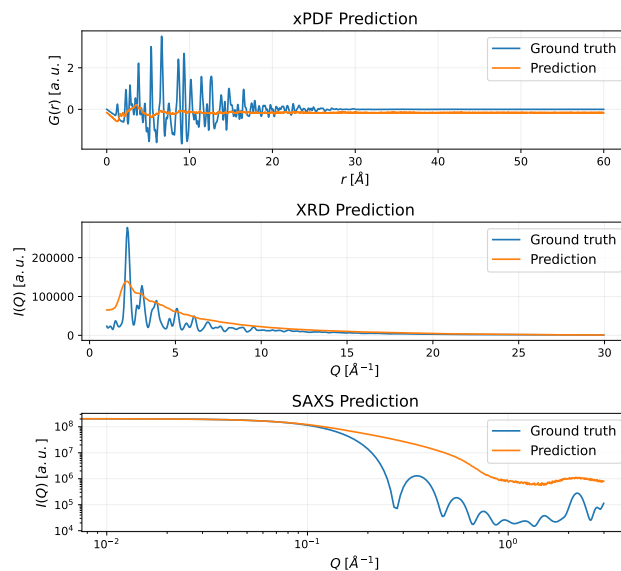 xPDF Prediction
G(r) [a. u.]
2
0
Ground truth
Prediction
0 10 20 30 40 50 60
r [Å]
XRD Prediction
I(Q) [a. u.]
200000
100000
0
Ground truth
Prediction
0 5 10 15 20 25 30
Q [Å⁻¹]
SAXS Prediction
I(Q) [a. u.]
10⁸
10⁷
10⁶
10⁵
10⁴
Ground truth
Prediction
10⁻² 10⁻¹ 10⁰
Q [Å⁻¹]